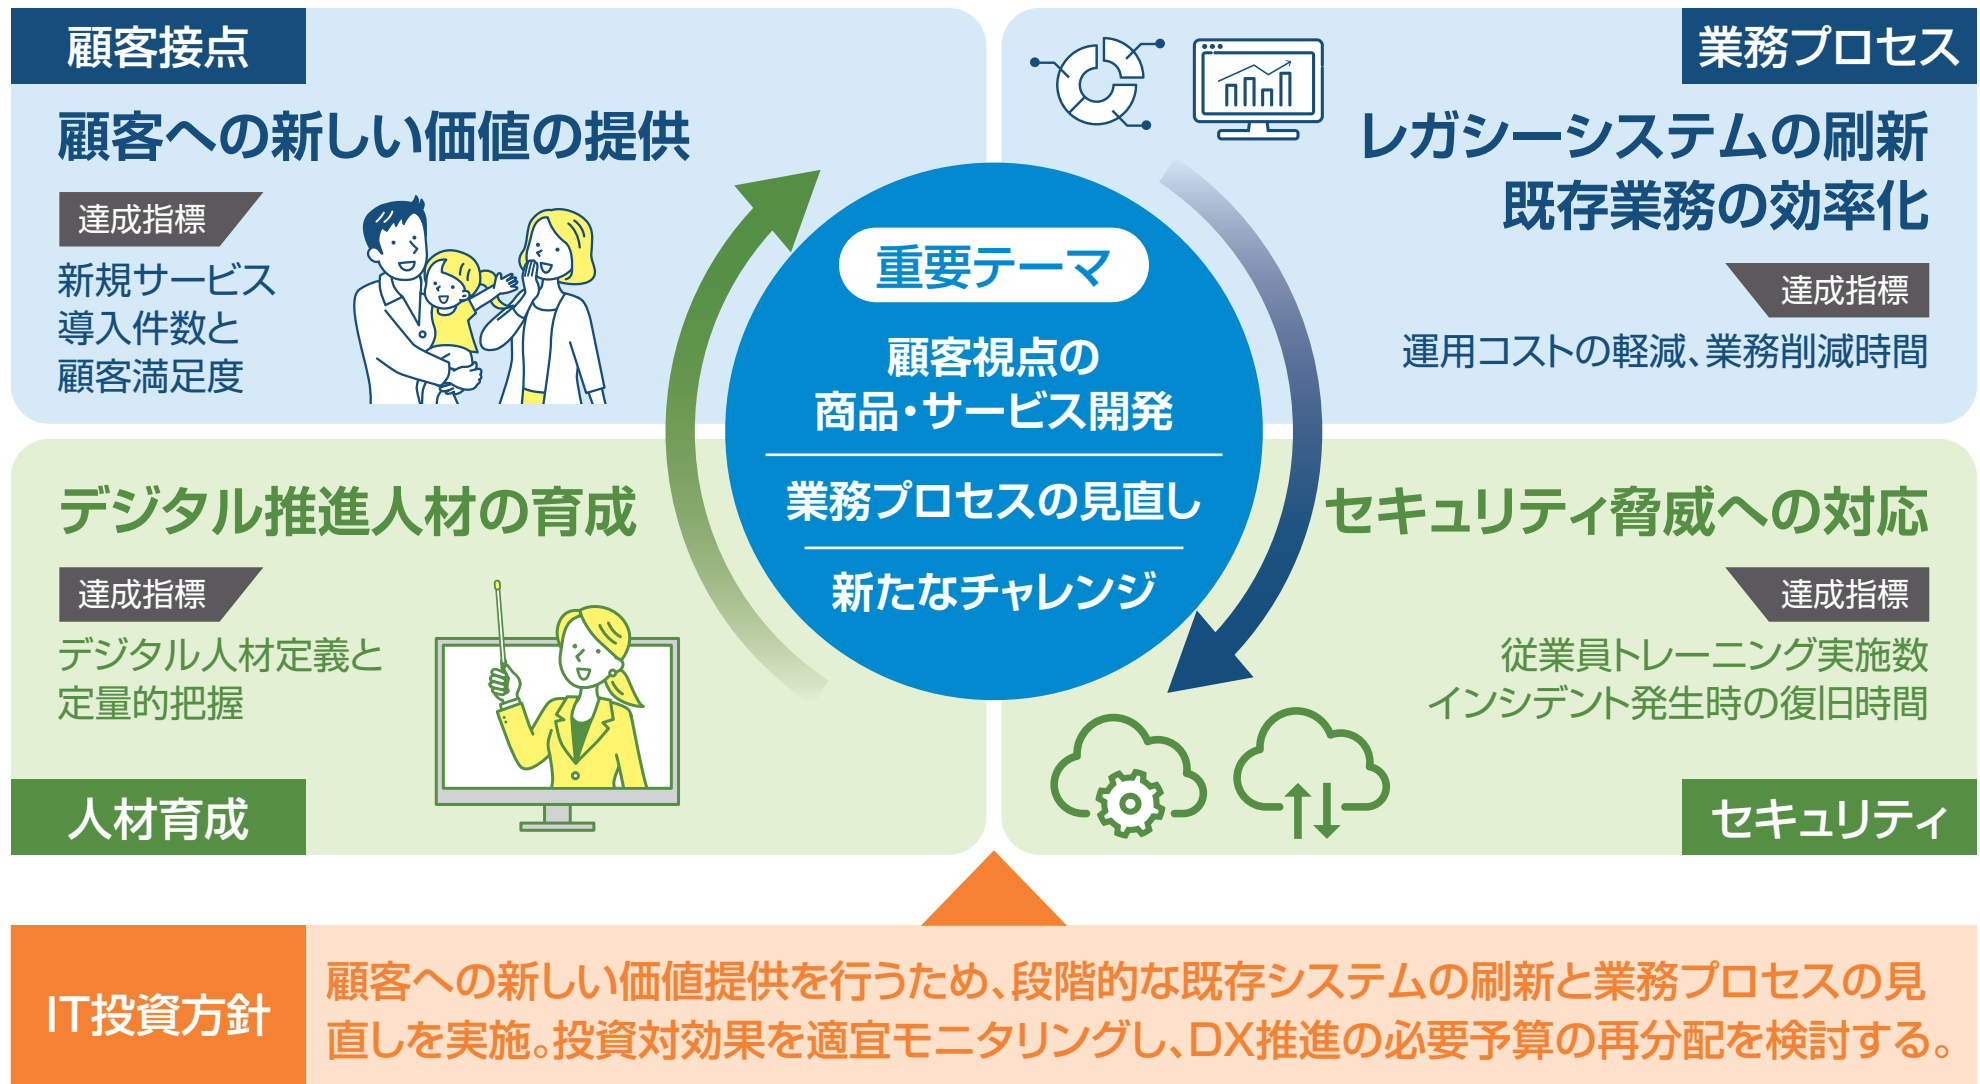 顧客接点
顧客への新しい価値の提供
達成指標
新規サービス
導入件数と
顧客満足度
業務プロセス
レガシーシステムの刷新
既存業務の効率化
達成指標
運用コストの軽減、業務削減時間
重要テーマ
顧客視点の
商品・サービス開発
業務プロセスの見直し
新たなチャレンジ
デジタル推進人材の育成
達成指標
デジタル人材定義と
定量的把握
人材育成
セキュリティ脅威への対応
達成指標
従業員トレーニング実施数
インシデント発生時の復旧時間
セキュリティ
IT投資方針
顧客への新しい価値提供を行うため、段階的な既存システムの刷新と業務プロセスの見
直しを実施。投資対効果を適宜モニタリングし、DX推進の必要予算の再分配を検討する。